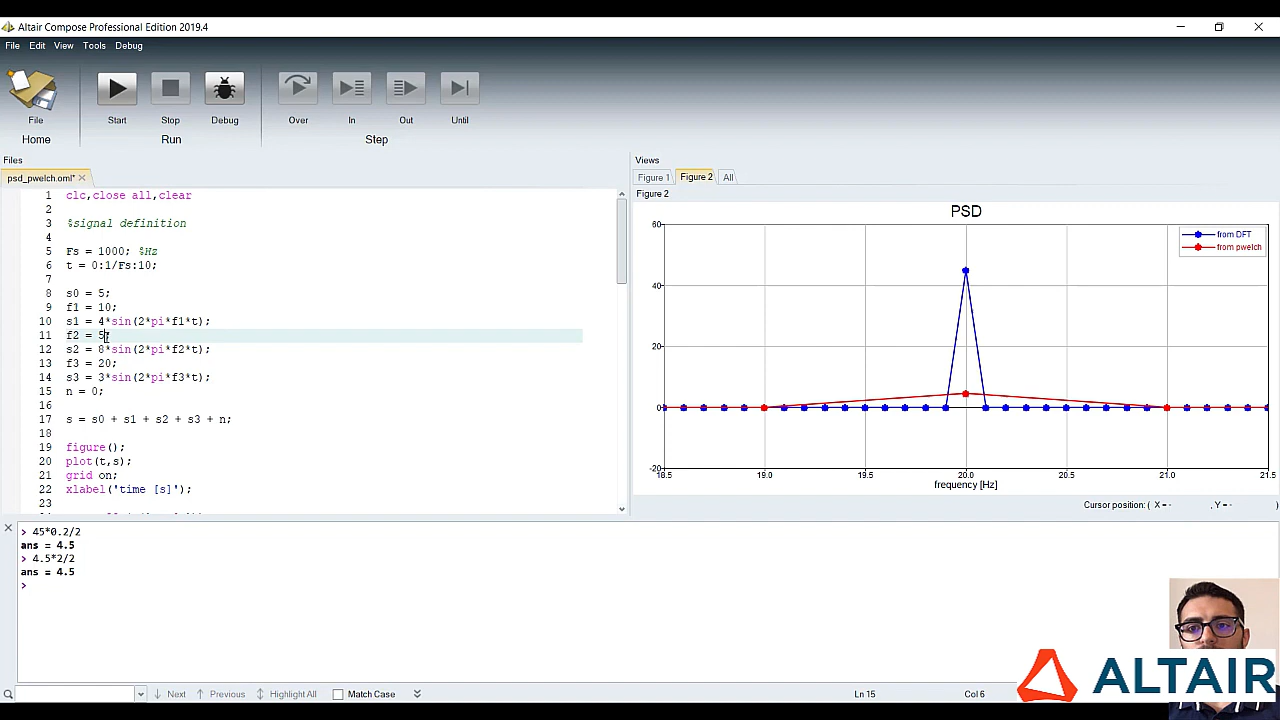 Altair Compose Professional Edition 2019.4
File Edit View Tools Debug
File Start Stop Debug Over In Out Until
Home Run Step
Files
psd_pwelch.oml*
1 clc,close all,clear
2
3 %signal definition
4
5 Fs = 1000; %Hz
6 t = 0:1/Fs:10;
7
8 s0 = 5;
9 f1 = 10;
10 s1 = 4*sin(2*pi*f1*t);
11 f2 = 5;
12 s2 = 8*sin(2*pi*f2*t);
13 f3 = 20;
14 s3 = 3*sin(2*pi*f3*t);
15 n = 0;
16
17 s = s0 + s1 + s2 + s3 + n;
18
19 figure();
20 plot(t,s);
21 grid on;
22 xlabel('time [s]');
23
Views
Figure 1 Figure 2 All
Figure 2
PSD
60
40
20
0
-20
from DFT
from pwelch
18.5 19.0 19.5 20.0 20.5 21.0 21.5
frequency [Hz]
Cursor position: ( X = - , Y = - )
> 45*0.2/2
ans = 4.5
> 4.5*2/2
ans = 4.5
>
Next Previous Highlight All Match Case
Ln 15 Col 6
ALTAIR